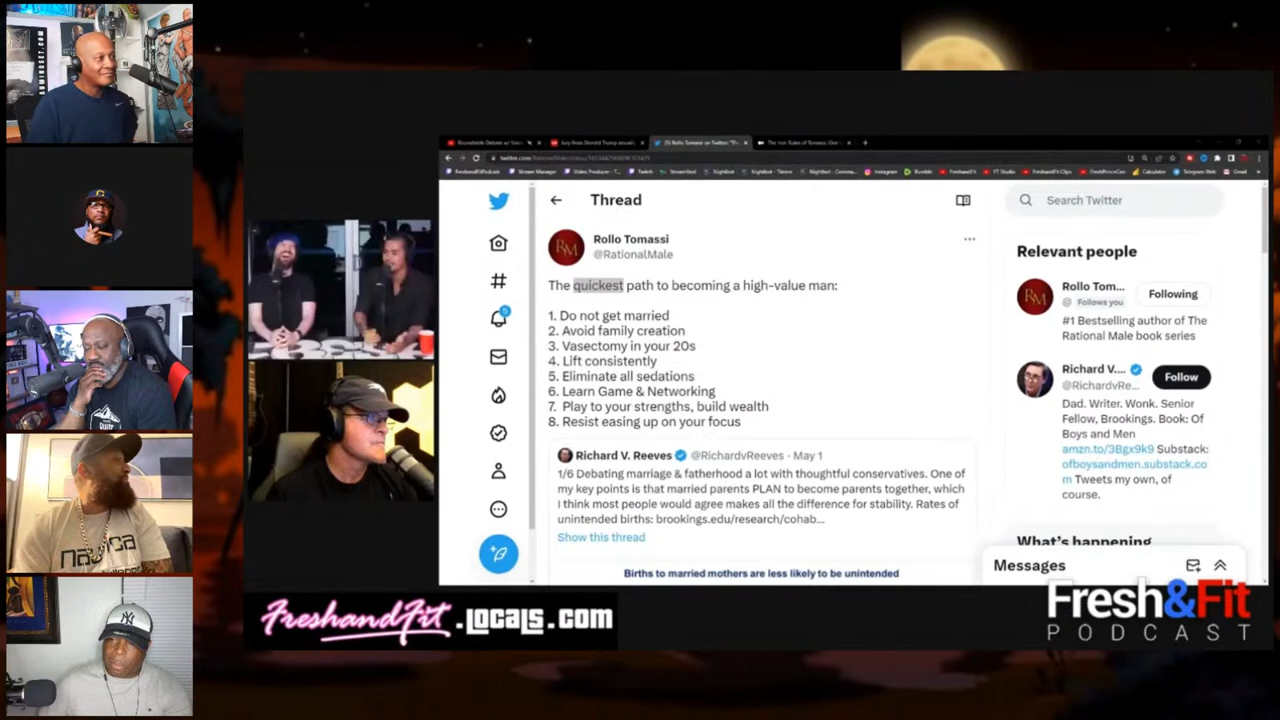 Thread
Search Twitter
Rollo Tomassi
@RationalMale
The quickest path to becoming a high-value man:
1. Do not get married
2. Avoid family creation
3. Vasectomy in your 20s
4. Lift consistently
5. Eliminate all sedations
6. Learn Game & Networking
7. Play to your strengths, build wealth
8. Resist easing up on your focus
Richard V. Reeves @RichardvReeves · May 1
1/6 Debating marriage & fatherhood a lot with thoughtful conservatives. One of
my key points is that married parents PLAN to become parents together, which
I think most people would agree makes all the difference for stability. Rates of
unintended births: brookings.edu/research/cohab...
Show this thread
Births to married mothers are less likely to be unintended
Relevant people
Rollo Tom...
Following
@ Follows you
#1 Bestselling author of The
Rational Male book series
Richard V....
Follow
@RichardvRe...
Dad. Writer. Wonk. Senior
Fellow, Brookings. Book: Of
Boys and Men
amzn.to/3Bgx9k9 Substack:
ofboysandmen.substack.co
m Tweets my own, of
course.
What's happening
Messages
FreshandFit.Locals.com
Fresh&Fit
PODCAST